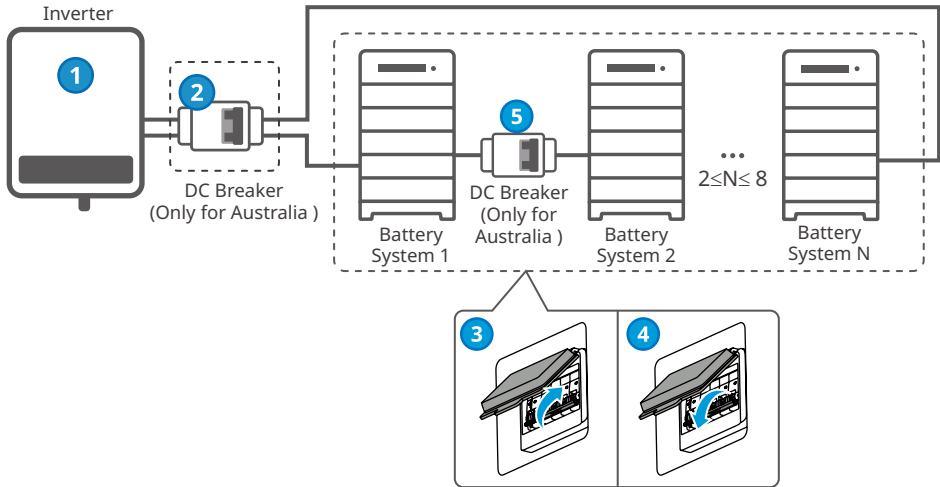 Inverter
1
2
DC Breaker
(Only for Australia )
5
DC Breaker
(Only for
Australia )
Battery
System 1
Battery
System 2
...
2≤N≤ 8
Battery
System N
3
4